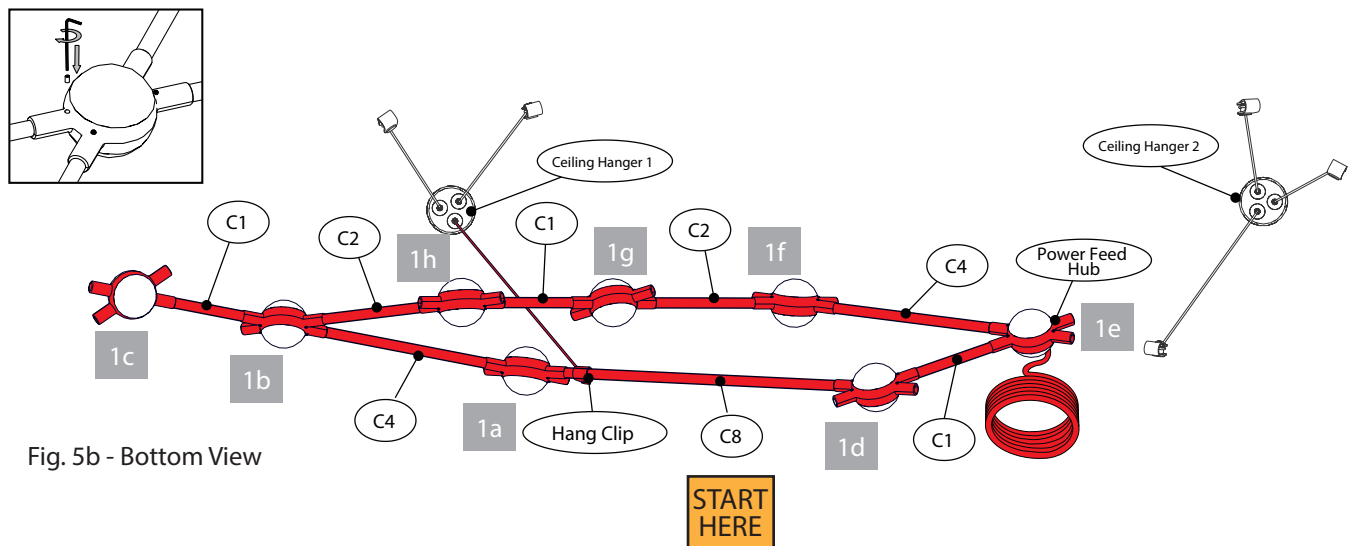 Ceiling Hanger 1
Ceiling Hanger 2
C1
C2
1h
C1
1g
C2
1f
C4
Power Feed
Hub
1c
1b
C4
1a
Hang Clip
C8
1d
C1
1e
Fig. 5b - Bottom View
START
HERE